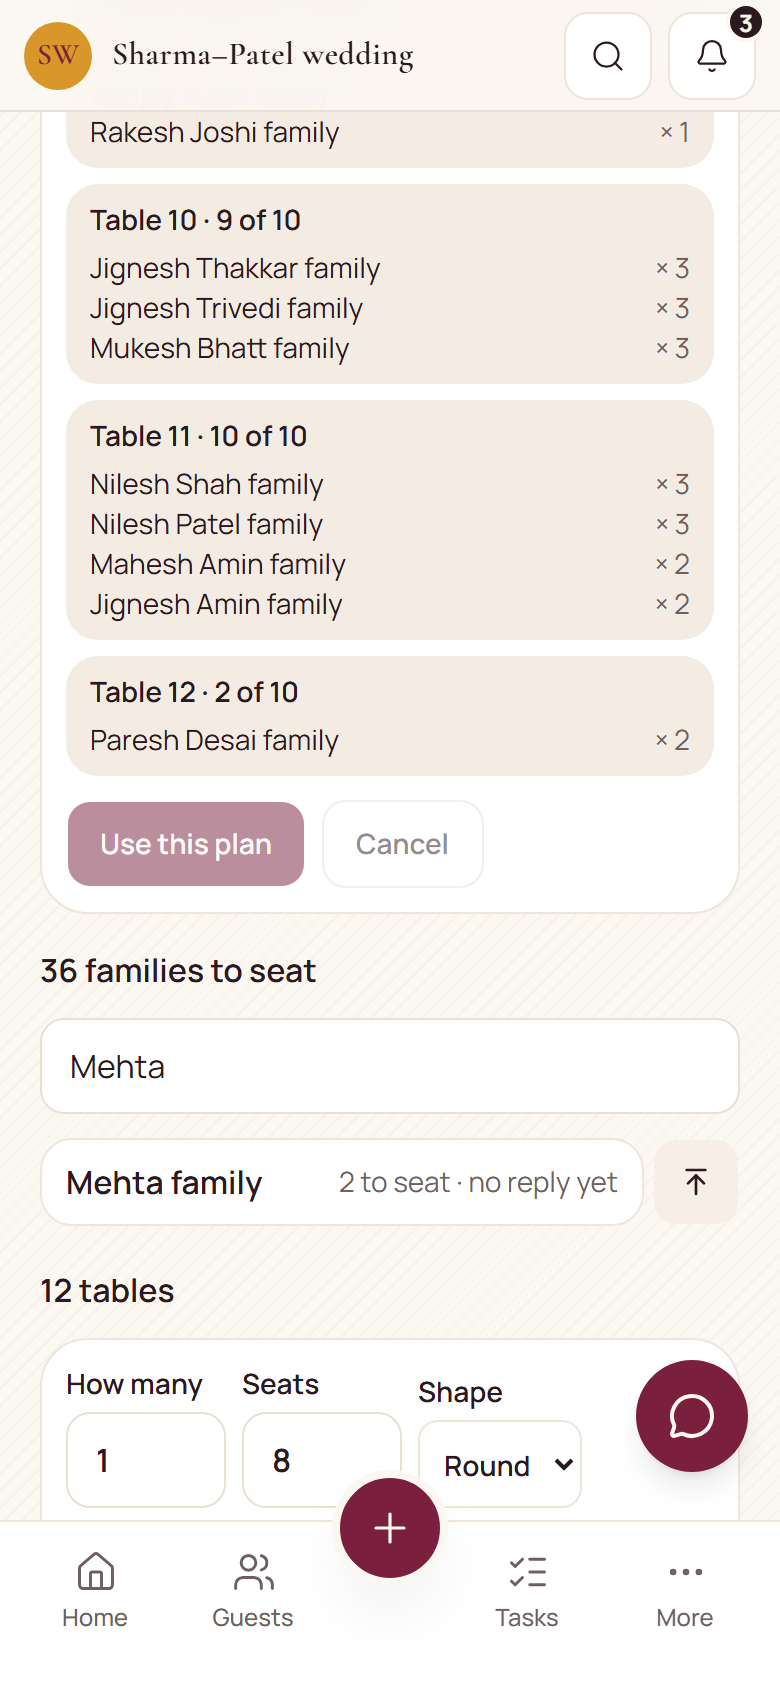 SW
Sharma–Patel wedding
3
Rakesh Joshi family × 1
Table 10 · 9 of 10
Jignesh Thakkar family × 3
Jignesh Trivedi family × 3
Mukesh Bhatt family × 3
Table 11 · 10 of 10
Nilesh Shah family × 3
Nilesh Patel family × 3
Mahesh Amin family × 2
Jignesh Amin family × 2
Table 12 · 2 of 10
Paresh Desai family × 2
Use this plan Cancel
36 families to seat
Mehta
Mehta family 2 to seat · no reply yet
12 tables
How many Seats Shape
1 8 Round
Home Guests Tasks More